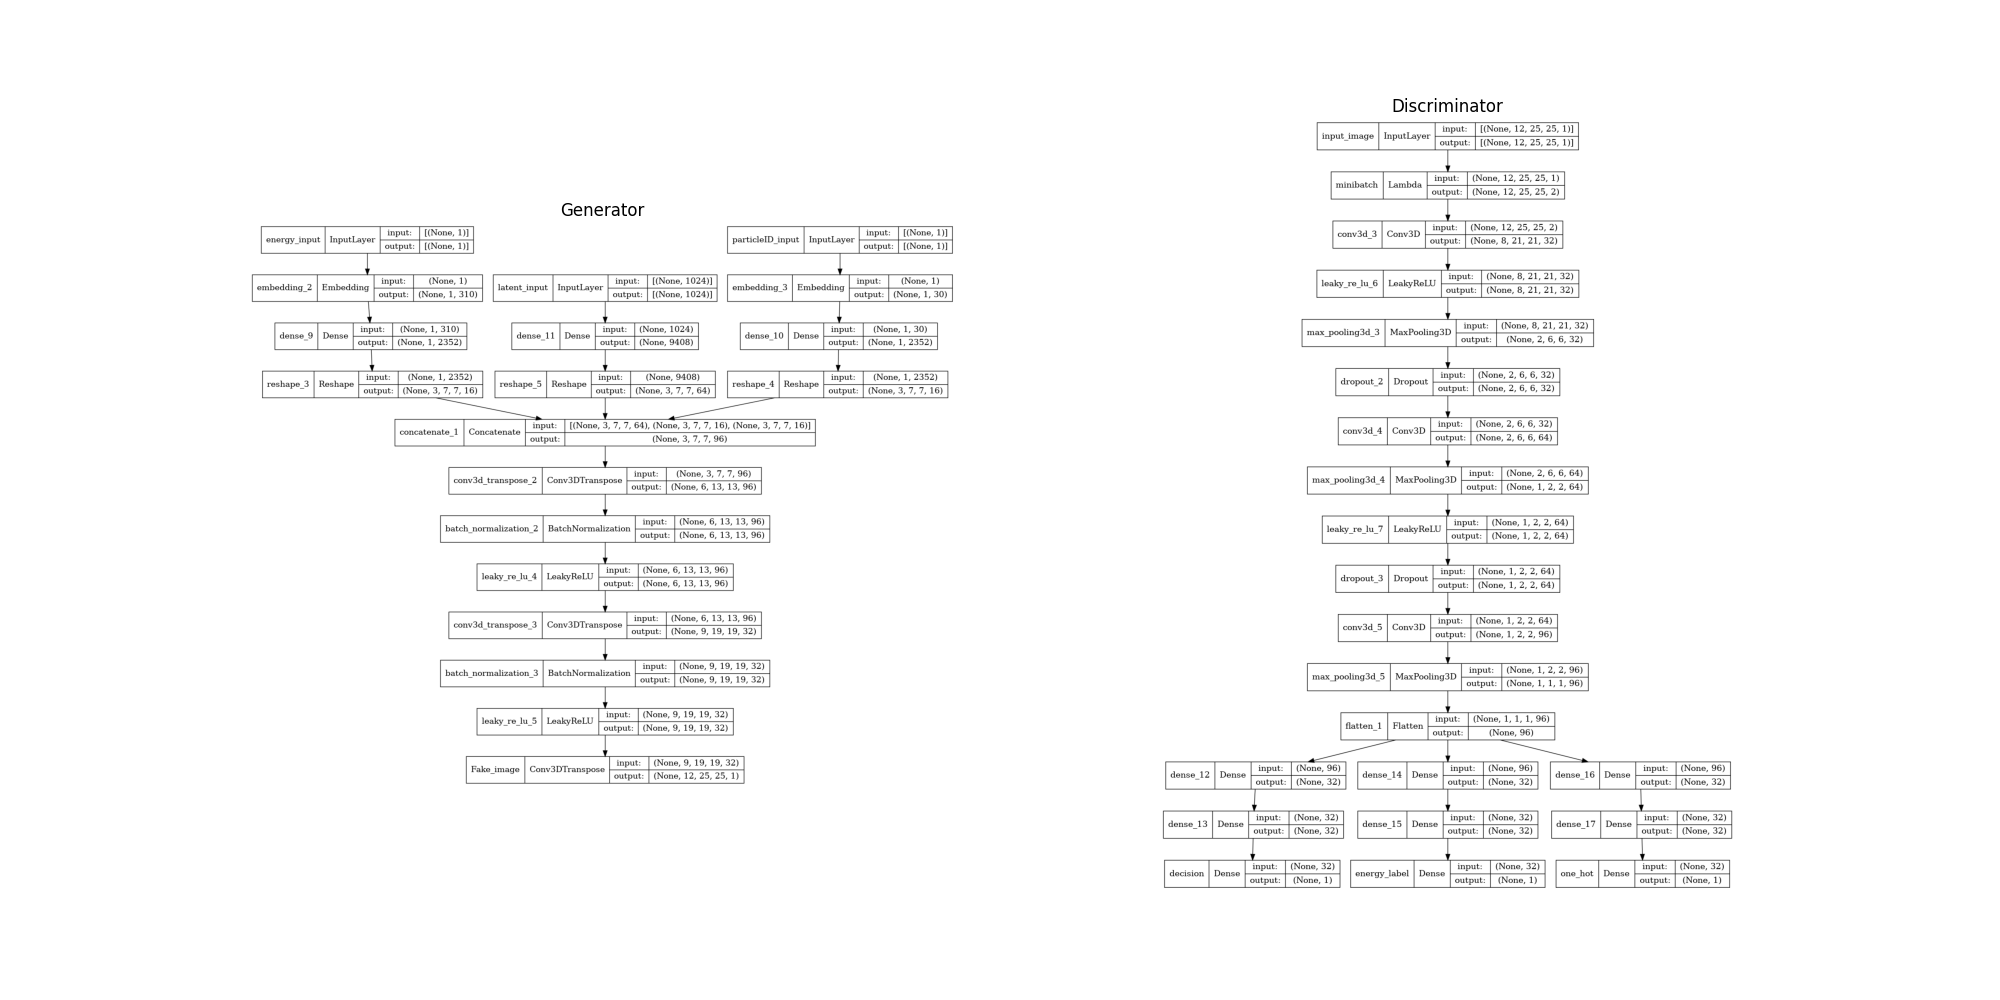 Generator
energy_input InputLayer input: [(None, 1)]
output: [(None, 1)]
particleID_input InputLayer input: [(None, 1)]
output: [(None, 1)]
embedding_2 Embedding input: (None, 1)
output: (None, 1, 310)
latent_input InputLayer input: [(None, 1024)]
output: [(None, 1024)]
embedding_3 Embedding input: (None, 1)
output: (None, 1, 30)
dense_9 Dense input: (None, 1, 310)
output: (None, 1, 2352)
dense_11 Dense input: (None, 1024)
output: (None, 9408)
dense_10 Dense input: (None, 1, 30)
output: (None, 1, 2352)
reshape_3 Reshape input: (None, 1, 2352)
output: (None, 3, 7, 7, 16)
reshape_5 Reshape input: (None, 9408)
output: (None, 3, 7, 7, 64)
reshape_4 Reshape input: (None, 1, 2352)
output: (None, 3, 7, 7, 16)
concatenate_1 Concatenate input: [(None, 3, 7, 7, 64), (None, 3, 7, 7, 16), (None, 3, 7, 7, 16)]
output: (None, 3, 7, 7, 96)
conv3d_transpose_2 Conv3DTranspose input: (None, 3, 7, 7, 96)
output: (None, 6, 13, 13, 96)
batch_normalization_2 BatchNormalization input: (None, 6, 13, 13, 96)
output: (None, 6, 13, 13, 96)
leaky_re_lu_4 LeakyReLU input: (None, 6, 13, 13, 96)
output: (None, 6, 13, 13, 96)
conv3d_transpose_3 Conv3DTranspose input: (None, 6, 13, 13, 96)
output: (None, 9, 19, 19, 32)
batch_normalization_3 BatchNormalization input: (None, 9, 19, 19, 32)
output: (None, 9, 19, 19, 32)
leaky_re_lu_5 LeakyReLU input: (None, 9, 19, 19, 32)
output: (None, 9, 19, 19, 32)
Fake_image Conv3DTranspose input: (None, 9, 19, 19, 32)
output: (None, 12, 25, 25, 1)
Discriminator
input_image InputLayer input: [(None, 12, 25, 25, 1)]
output: [(None, 12, 25, 25, 1)]
minibatch Lambda input: (None, 12, 25, 25, 1)
output: (None, 12, 25, 25, 2)
conv3d_3 Conv3D input: (None, 12, 25, 25, 2)
output: (None, 8, 21, 21, 32)
leaky_re_lu_6 LeakyReLU input: (None, 8, 21, 21, 32)
output: (None, 8, 21, 21, 32)
max_pooling3d_3 MaxPooling3D input: (None, 8, 21, 21, 32)
output: (None, 2, 6, 6, 32)
dropout_2 Dropout input: (None, 2, 6, 6, 32)
output: (None, 2, 6, 6, 32)
conv3d_4 Conv3D input: (None, 2, 6, 6, 32)
output: (None, 2, 6, 6, 64)
max_pooling3d_4 MaxPooling3D input: (None, 2, 6, 6, 64)
output: (None, 1, 2, 2, 64)
leaky_re_lu_7 LeakyReLU input: (None, 1, 2, 2, 64)
output: (None, 1, 2, 2, 64)
dropout_3 Dropout input: (None, 1, 2, 2, 64)
output: (None, 1, 2, 2, 64)
conv3d_5 Conv3D input: (None, 1, 2, 2, 64)
output: (None, 1, 2, 2, 96)
max_pooling3d_5 MaxPooling3D input: (None, 1, 2, 2, 96)
output: (None, 1, 1, 1, 96)
flatten_1 Flatten input: (None, 1, 1, 1, 96)
output: (None, 96)
dense_12 Dense input: (None, 96)
output: (None, 32)
dense_14 Dense input: (None, 96)
output: (None, 32)
dense_16 Dense input: (None, 96)
output: (None, 32)
dense_13 Dense input: (None, 32)
output: (None, 32)
dense_15 Dense input: (None, 32)
output: (None, 32)
dense_17 Dense input: (None, 32)
output: (None, 32)
decision Dense input: (None, 32)
output: (None, 1)
energy_label Dense input: (None, 32)
output: (None, 1)
one_hot Dense input: (None, 32)
output: (None, 1)